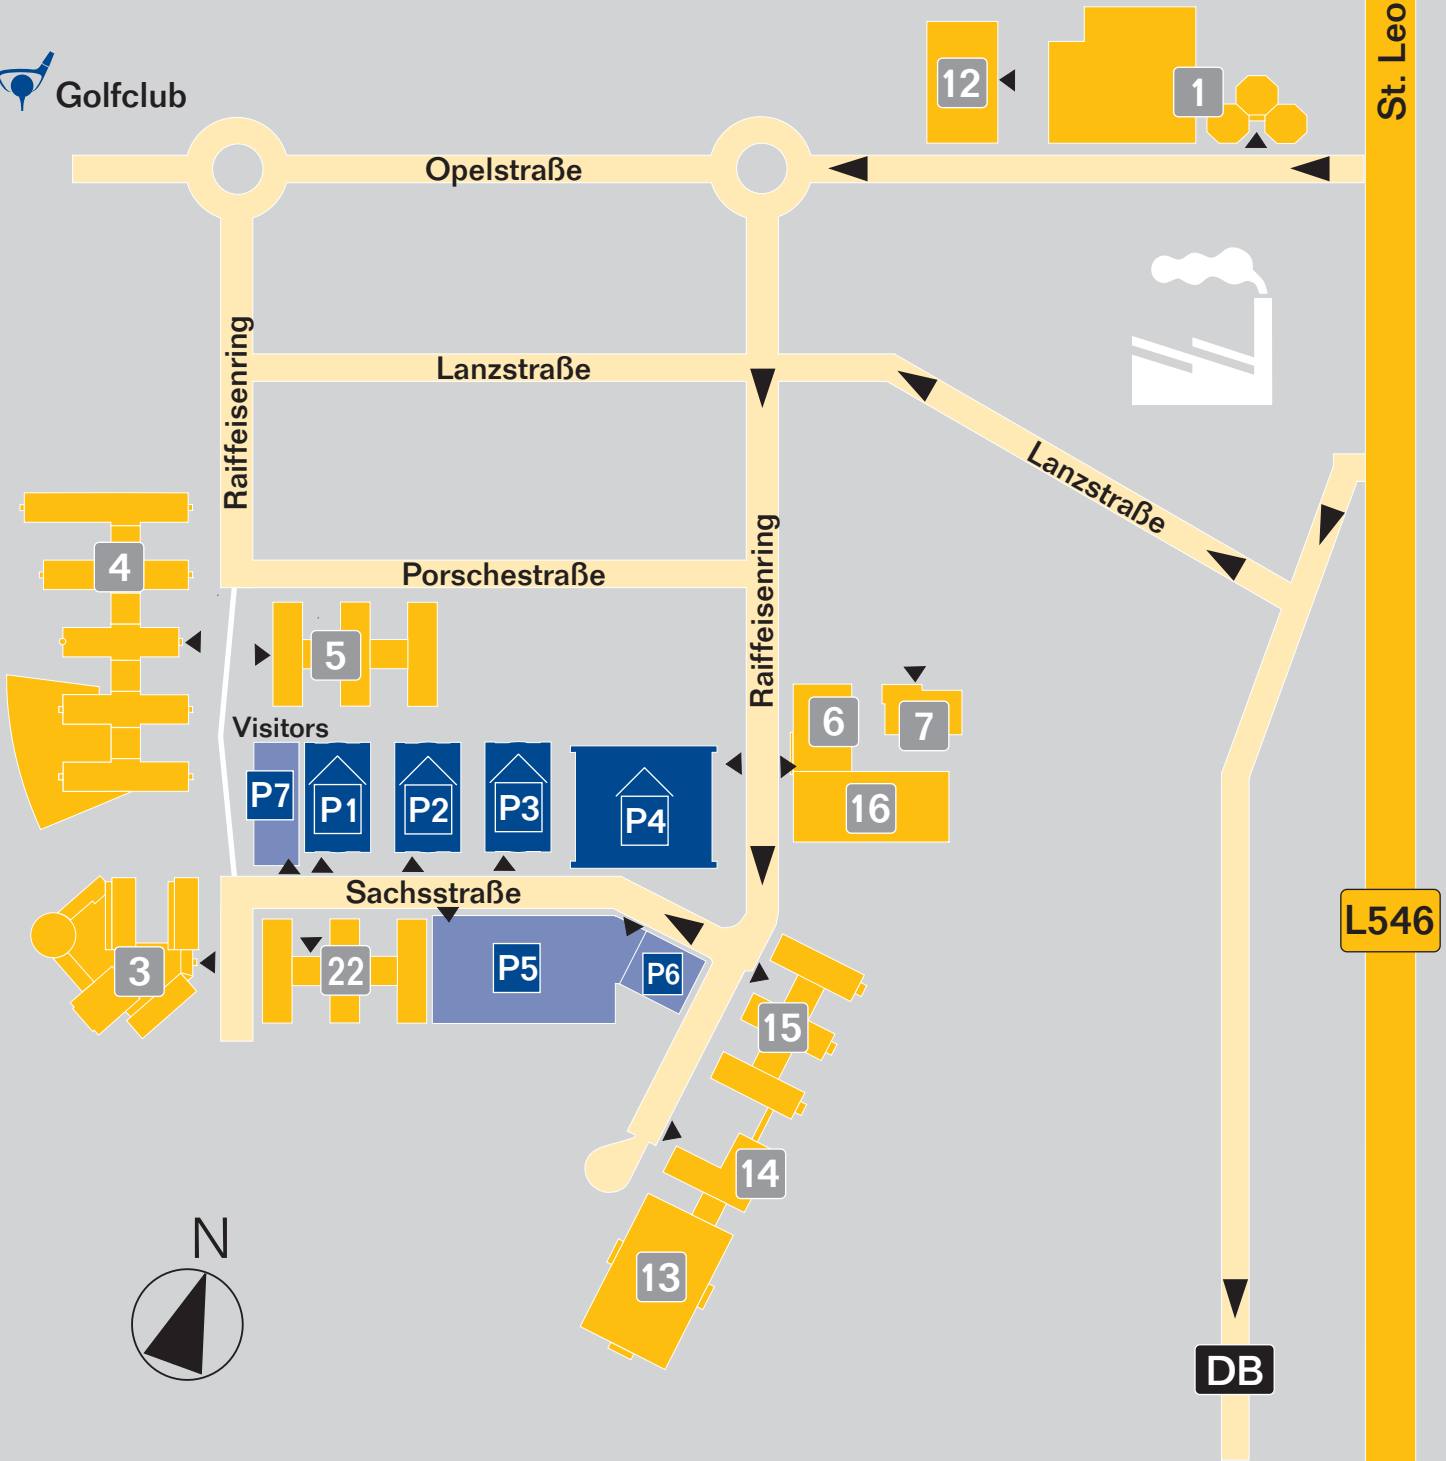 St. Leo
Golfclub
12
1
Opelstraße
Raiffeisenring
Lanzstraße
Lanzstraße
4
Porschestraße
Raiffeisenring
5
Visitors
6
7
P7
P1
P2
P3
P4
16
Sachsstraße
L546
3
22
P5
P6
15
14
N
13
DB